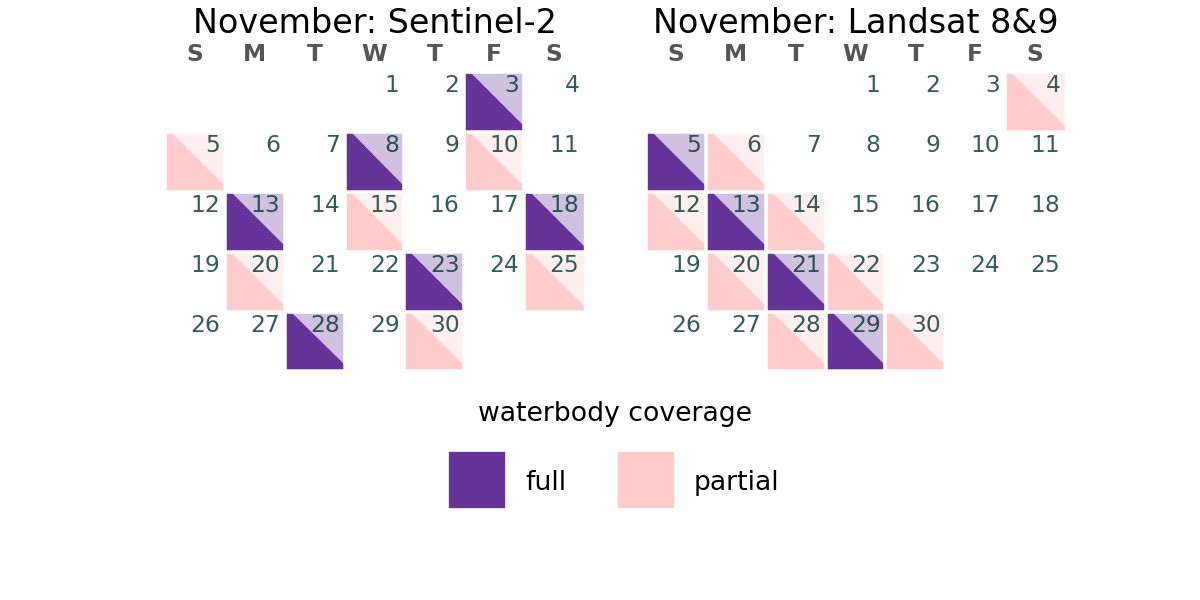 November: Sentinel-2
S M T W T F S
1 2 3 4
5 6 7 8 9 10 11
12 13 14 15 16 17 18
19 20 21 22 23 24 25
26 27 28 29 30
November: Landsat 8&9
S M T W T F S
1 2 3 4
5 6 7 8 9 10 11
12 13 14 15 16 17 18
19 20 21 22 23 24 25
26 27 28 29 30
waterbody coverage
full partial